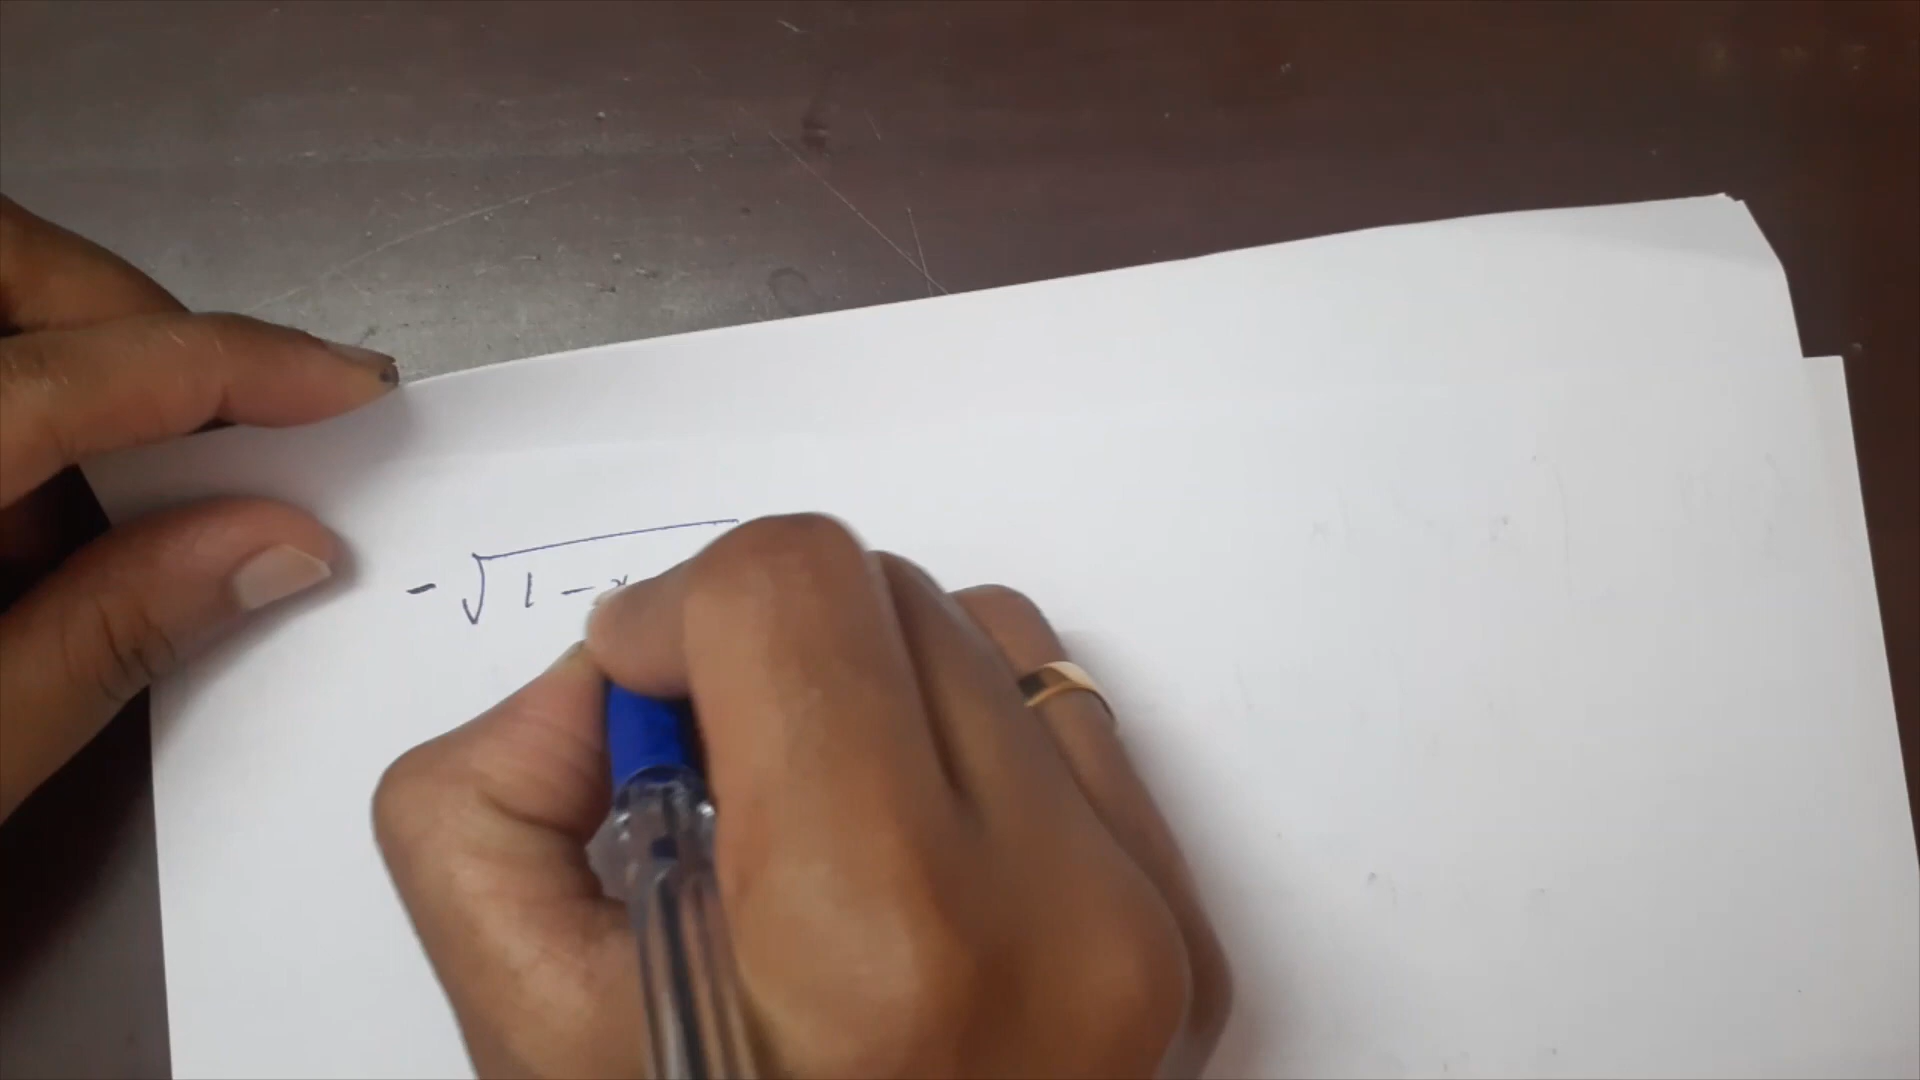 - √1 - x